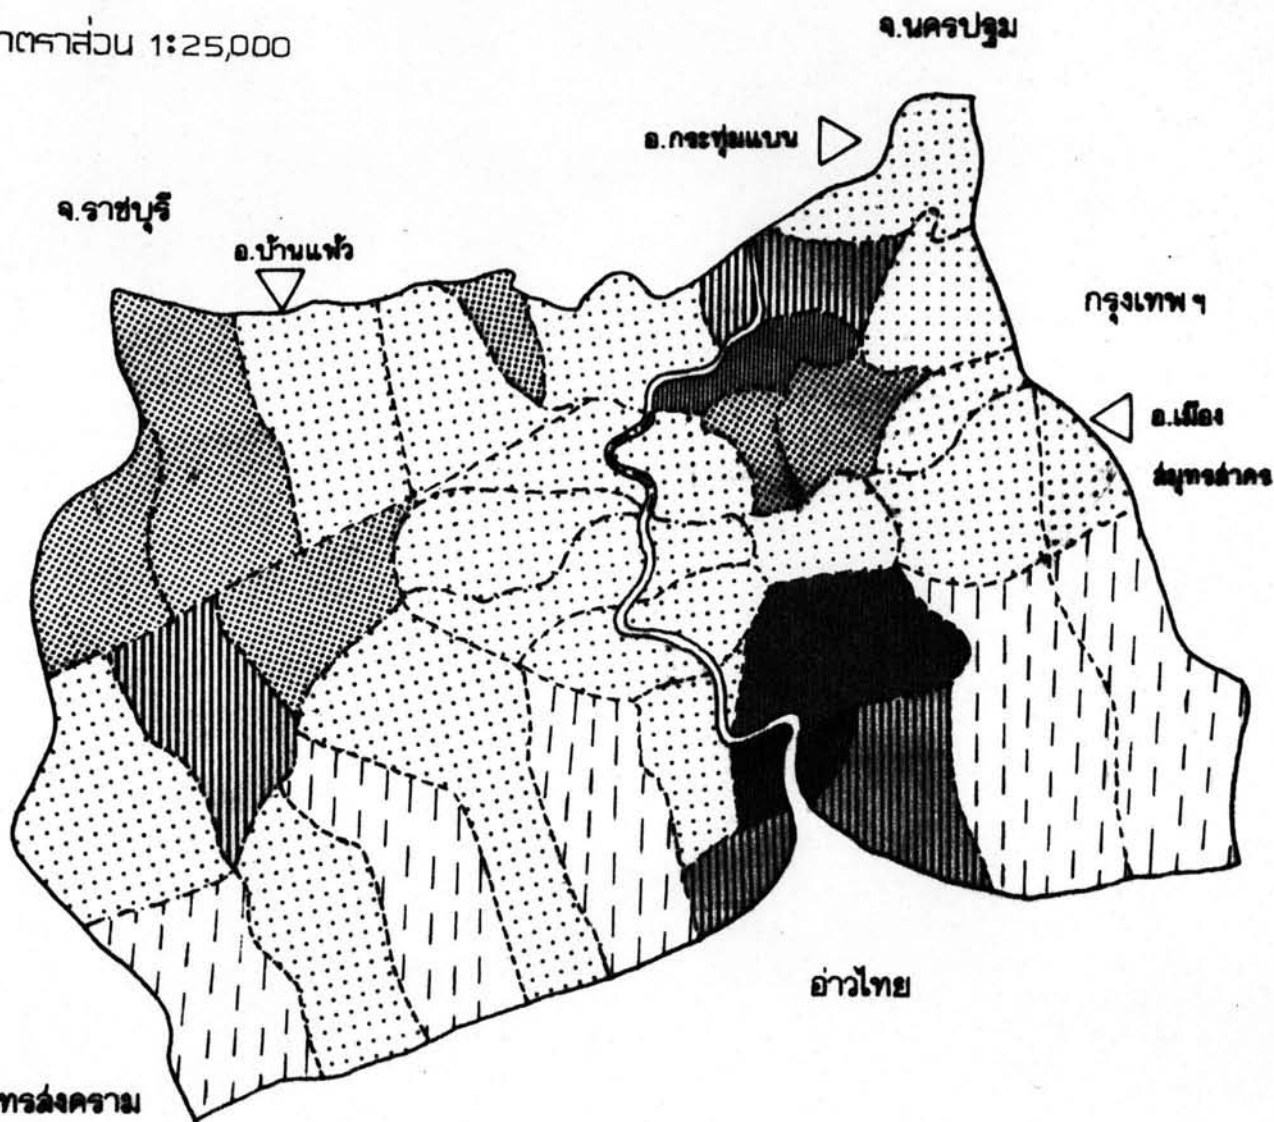 าตราส่วน 1:25,000
จ.นครปฐม
อ.กระทุ่มแบน
จ.ราชบุรี
อ.บ้านแพ้ว
กรุงเทพฯ
อ.เมือง
สมุทรสาคร
อ่าวไทย
ทรสงคราม